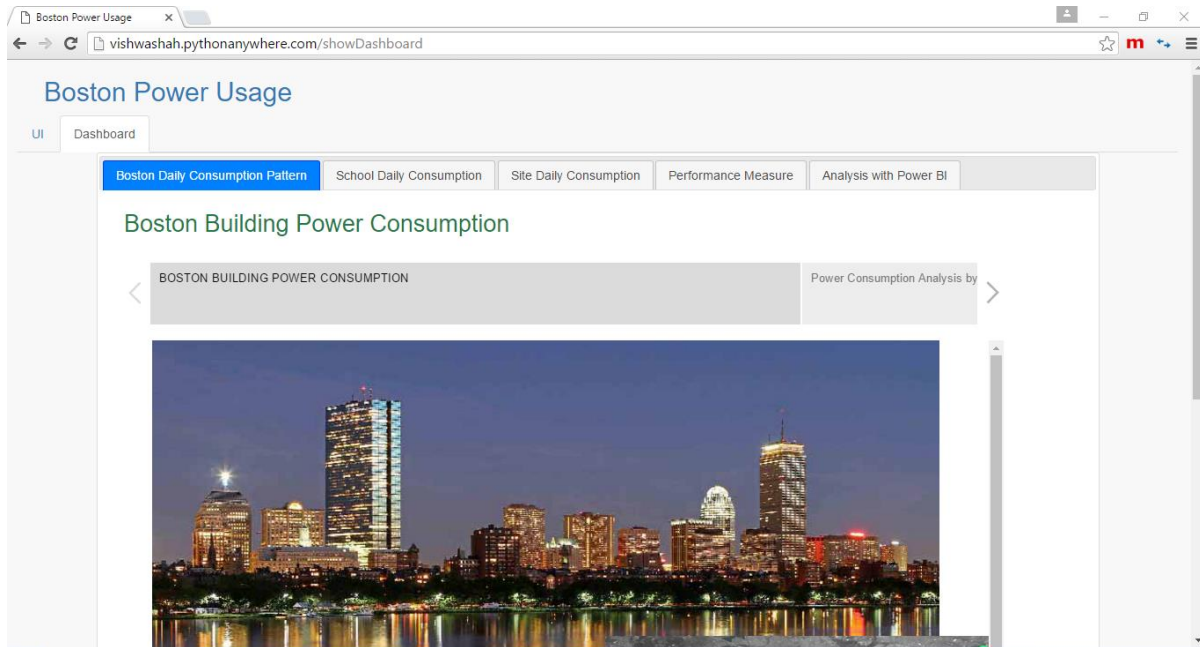 Boston Power Usage
vishwashah.pythonanywhere.com/showDashboard
m
Boston Power Usage
UI Dashboard
Boston Daily Consumption Pattern School Daily Consumption Site Daily Consumption Performance Measure Analysis with Power BI
Boston Building Power Consumption
BOSTON BUILDING POWER CONSUMPTION Power Consumption Analysis by